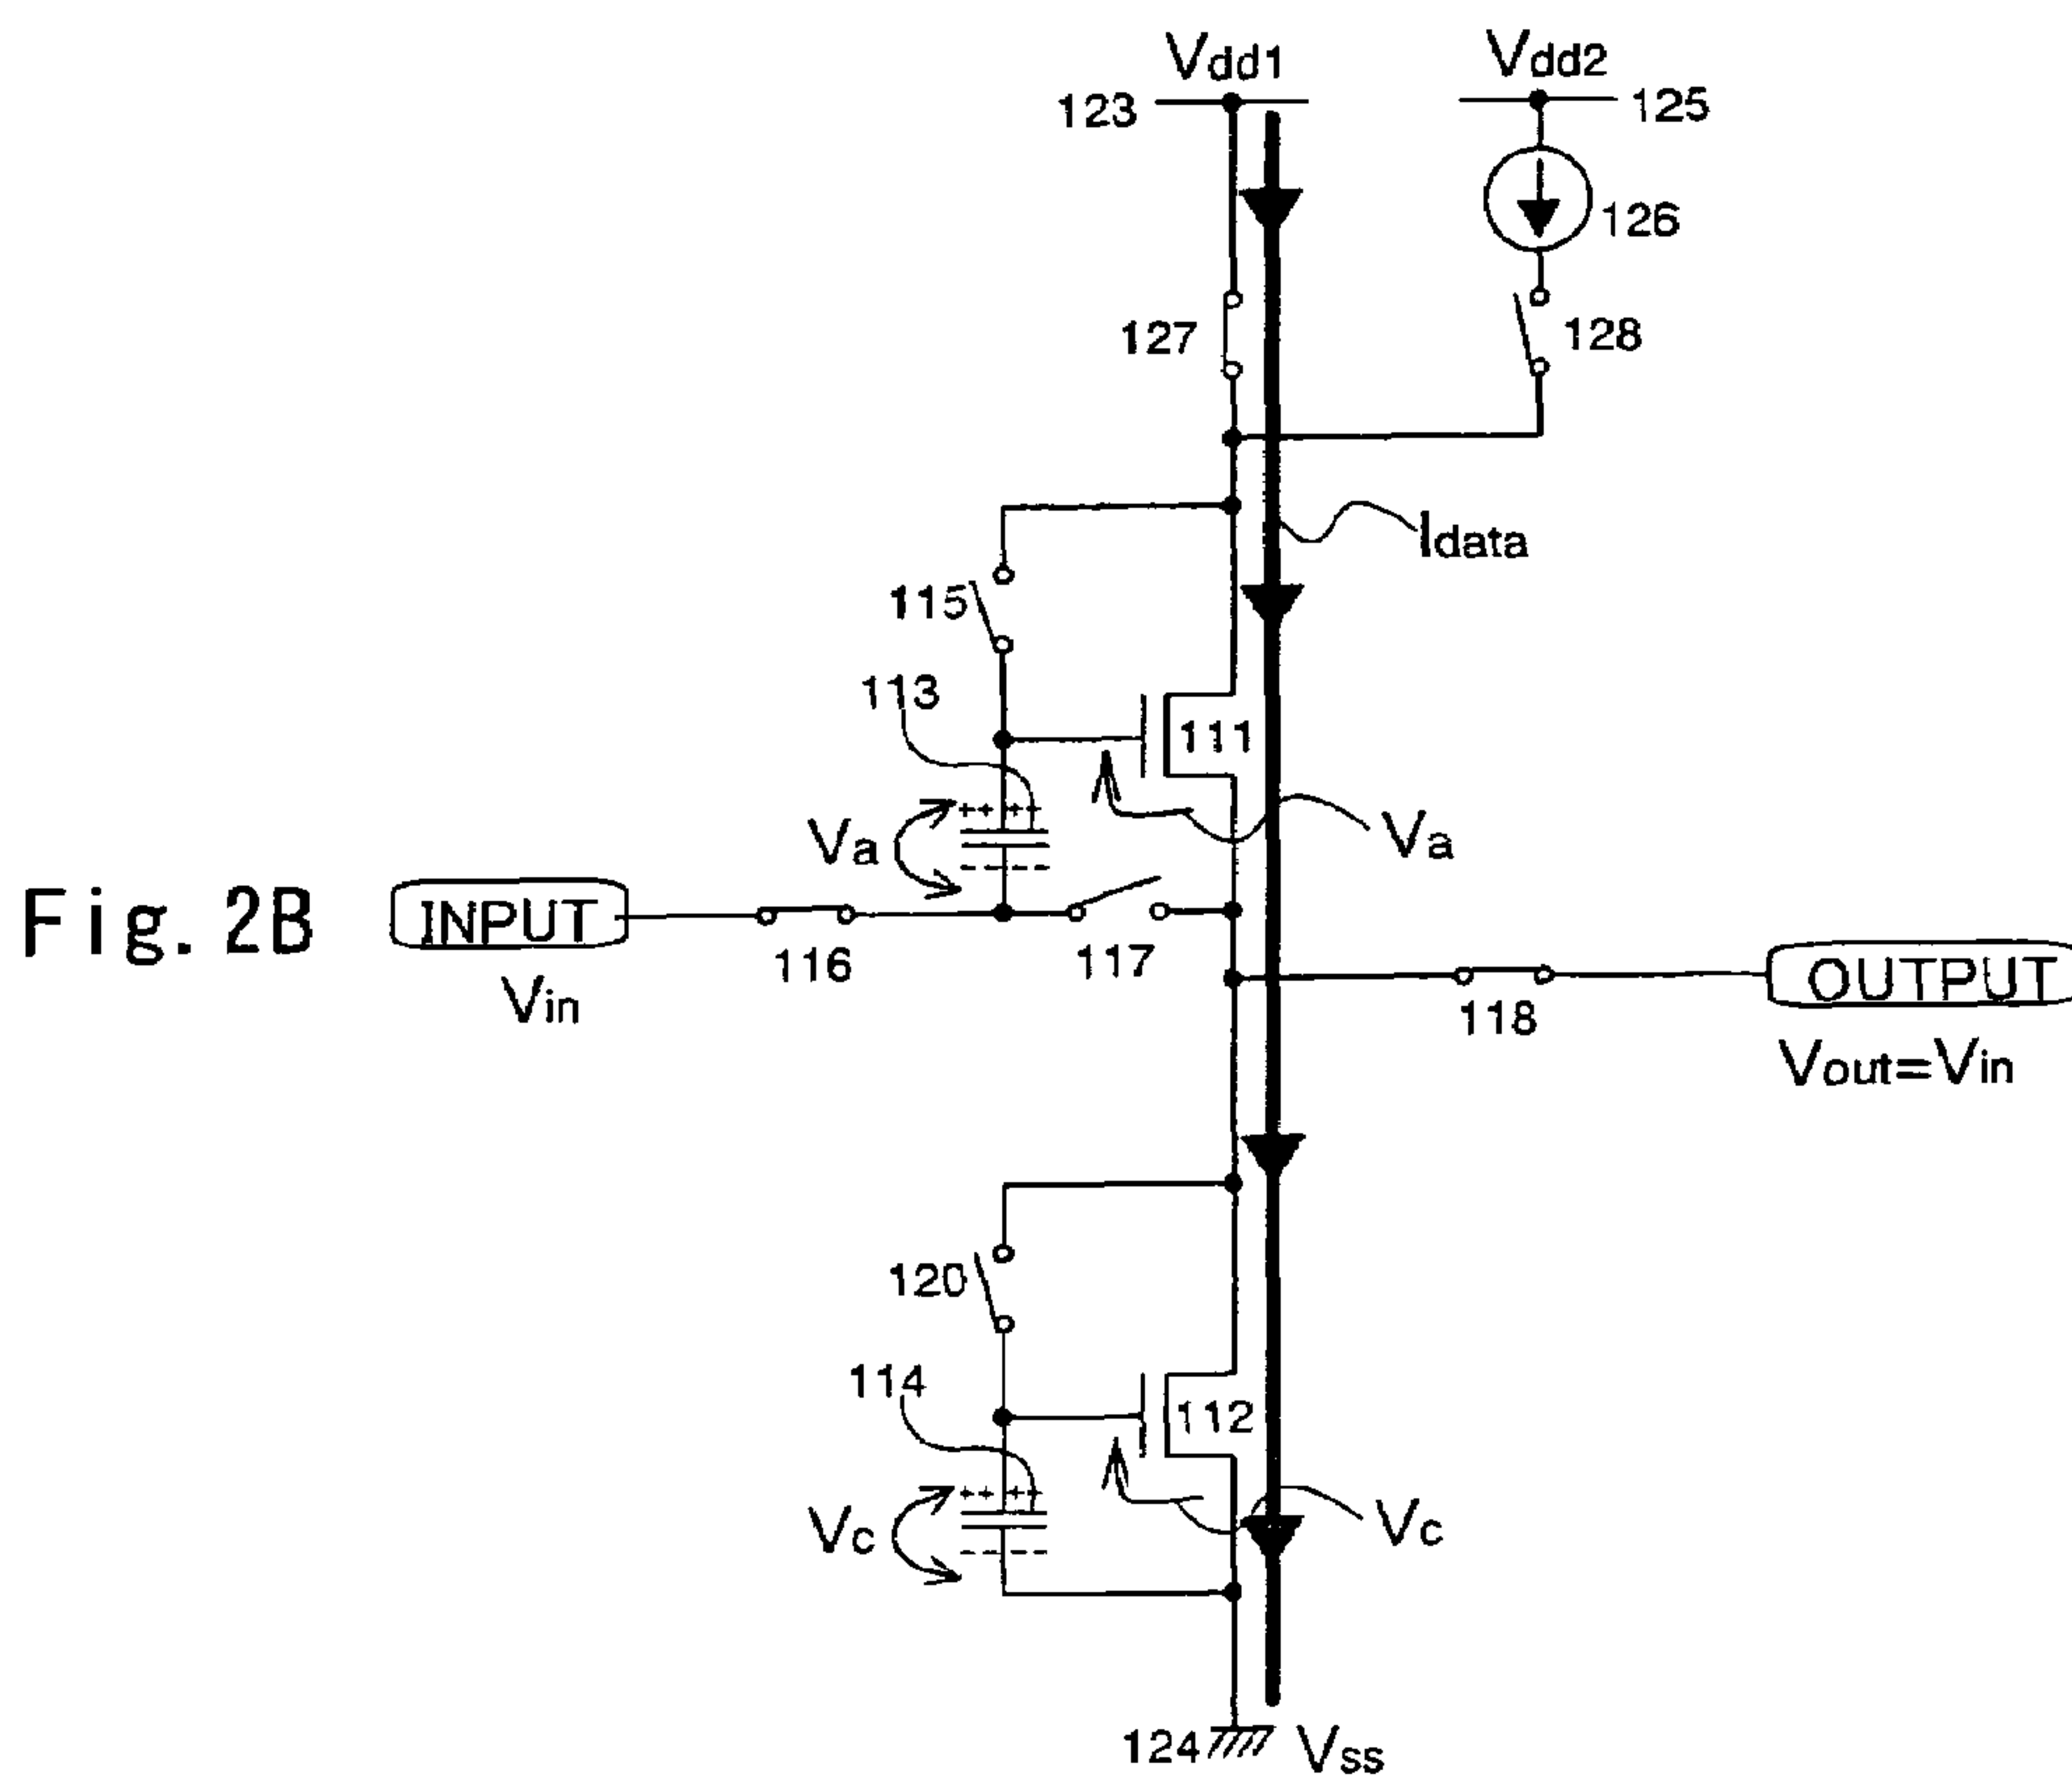 Vdd1
Vdd2
123
125
126
127
128
Idata
115
113
111
Va
Va
Fig. 2B
INPUT
116
117
OUTPUT
Vin
118
Vout=Vin
120
114
112
Vc
Vc
124
Vss